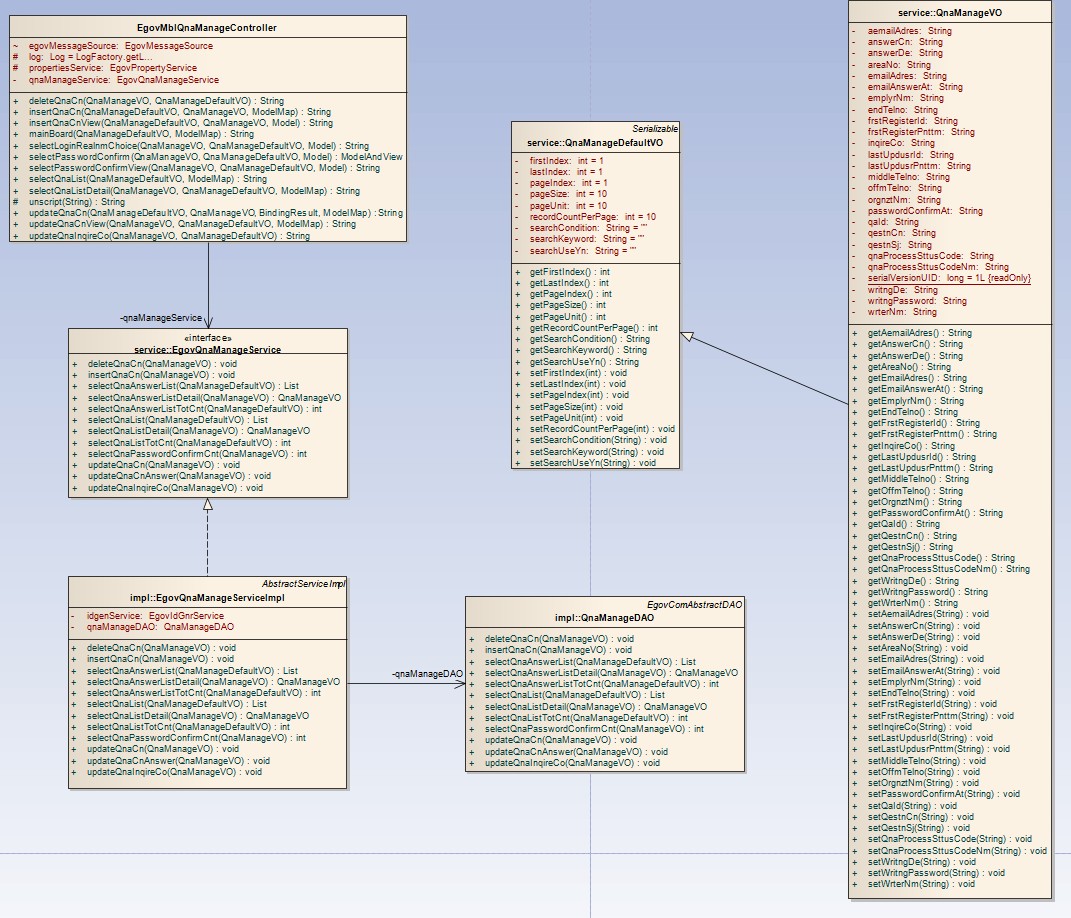 EgovMblQnaManageController
~ egovMessageSource: EgovMessageSource
# log: Log = LogFactory.getL...
# propertiesService: EgovPropertyService
- qnaManageService: EgovQnaManageService
+ deleteQnaCn(QnaManageVO, QnaManageDefaultVO) : String
+ insertQnaCn(QnaManageDefaultVO, QnaManageVO, ModelMap) : String
+ insertQnaCnView(QnaManageVO, QnaManageDefaultVO, Model) : String
+ mainBoard(QnaManageDefaultVO, ModelMap) : String
+ selectLoginRealnmChoice(QnaManageVO, QnaManageDefaultVO, Model) : String
+ selectPasswordConfirm(QnaManageVO, QnaManageDefaultVO, Model) : ModelAndView
+ selectPasswordConfirmView(QnaManageVO, QnaManageDefaultVO, Model) : String
+ selectQnaList(QnaManageDefaultVO, ModelMap) : String
+ selectQnaListDetail(QnaManageVO, QnaManageDefaultVO, ModelMap) : String
# unscript(String) : String
+ updateQnaCn(QnaManageDefaultVO, QnaManageVO, BindingResult, ModelMap) : String
+ updateQnaCnView(QnaManageVO, QnaManageDefaultVO, ModelMap) : String
+ updateQnaInqireCo(QnaManageVO, QnaManageDefaultVO) : String
-qnaManageService
«interface»
service::EgovQnaManageService
+ deleteQnaCn(QnaManageVO) : void
+ insertQnaCn(QnaManageVO) : void
+ selectQnaAnswerList(QnaManageDefaultVO) : List
+ selectQnaAnswerListDetail(QnaManageVO) : QnaManageVO
+ selectQnaAnswerListTotCnt(QnaManageDefaultVO) : int
+ selectQnaList(QnaManageDefaultVO) : List
+ selectQnaListDetail(QnaManageVO) : QnaManageVO
+ selectQnaListTotCnt(QnaManageDefaultVO) : int
+ selectQnaPasswordConfirmCnt(QnaManageVO) : int
+ updateQnaCn(QnaManageVO) : void
+ updateQnaCnAnswer(QnaManageVO) : void
+ updateQnaInqireCo(QnaManageVO) : void
AbstractServiceImpl
impl::EgovQnaManageServiceImpl
- idgenService: EgovIdGnrService
- qnaManageDAO: QnaManageDAO
+ deleteQnaCn(QnaManageVO) : void
+ insertQnaCn(QnaManageVO) : void
+ selectQnaAnswerList(QnaManageDefaultVO) : List
+ selectQnaAnswerListDetail(QnaManageVO) : QnaManageVO
+ selectQnaAnswerListTotCnt(QnaManageDefaultVO) : int
+ selectQnaList(QnaManageDefaultVO) : List
+ selectQnaListDetail(QnaManageVO) : QnaManageVO
+ selectQnaListTotCnt(QnaManageDefaultVO) : int
+ selectQnaPasswordConfirmCnt(QnaManageVO) : int
+ updateQnaCn(QnaManageVO) : void
+ updateQnaCnAnswer(QnaManageVO) : void
+ updateQnaInqireCo(QnaManageVO) : void
-qnaManageDAO
EgovComAbstractDAO
impl::QnaManageDAO
+ deleteQnaCn(QnaManageVO) : void
+ insertQnaCn(QnaManageVO) : void
+ selectQnaAnswerList(QnaManageDefaultVO) : List
+ selectQnaAnswerListDetail(QnaManageVO) : QnaManageVO
+ selectQnaAnswerListTotCnt(QnaManageDefaultVO) : int
+ selectQnaList(QnaManageDefaultVO) : List
+ selectQnaListDetail(QnaManageVO) : QnaManageVO
+ selectQnaListTotCnt(QnaManageDefaultVO) : int
+ selectQnaPasswordConfirmCnt(QnaManageVO) : int
+ updateQnaCn(QnaManageVO) : void
+ updateQnaCnAnswer(QnaManageVO) : void
+ updateQnaInqireCo(QnaManageVO) : void
Serializable
service::QnaManageDefaultVO
- firstIndex: int = 1
- lastIndex: int = 1
- pageIndex: int = 1
- pageSize: int = 10
- pageUnit: int = 10
- recordCountPerPage: int = 10
- searchCondition: String = ""
- searchKeyword: String = ""
- searchUseYn: String = ""
+ getFirstIndex() : int
+ getLastIndex() : int
+ getPageIndex() : int
+ getPageSize() : int
+ getPageUnit() : int
+ getRecordCountPerPage() : int
+ getSearchCondition() : String
+ getSearchKeyword() : String
+ getSearchUseYn() : String
+ setFirstIndex(int) : void
+ setLastIndex(int) : void
+ setPageIndex(int) : void
+ setPageSize(int) : void
+ setPageUnit(int) : void
+ setRecordCountPerPage(int) : void
+ setSearchCondition(String) : void
+ setSearchKeyword(String) : void
+ setSearchUseYn(String) : void
service::QnaManageVO
- aemailAdres: String
- answerCn: String
- answerDe: String
- areaNo: String
- emailAdres: String
- emailAnswerAt: String
- emplyrNm: String
- endTelno: String
- frstRegisterId: String
- frstRegisterPnttm: String
- inqireCo: String
- lastUpdusrId: String
- lastUpdusrPnttm: String
- middleTelno: String
- offmTelno: String
- orgnztNm: String
- passwordConfirmAt: String
- qaId: String
- qestnCn: String
- qestnSj: String
- qnaProcessSttusCode: String
- qnaProcessSttusCodeNm: String
- serialVersionUID: long = 1L {readOnly}
- writngDe: String
- writngPassword: String
- wrterNm: String
+ getAemailAdres() : String
+ getAnswerCn() : String
+ getAnswerDe() : String
+ getAreaNo() : String
+ getEmailAdres() : String
+ getEmailAnswerAt() : String
+ getEmplyrNm() : String
+ getEndTelno() : String
+ getFrstRegisterId() : String
+ getFrstRegisterPnttm() : String
+ getInqireCo() : String
+ getLastUpdusrId() : String
+ getLastUpdusrPnttm() : String
+ getMiddleTelno() : String
+ getOffmTelno() : String
+ getOrgnztNm() : String
+ getPasswordConfirmAt() : String
+ getQaId() : String
+ getQestnCn() : String
+ getQestnSj() : String
+ getQnaProcessSttusCode() : String
+ getQnaProcessSttusCodeNm() : String
+ getWritngDe() : String
+ getWritngPassword() : String
+ getWrterNm() : String
+ setAemailAdres(String) : void
+ setAnswerCn(String) : void
+ setAnswerDe(String) : void
+ setAreaNo(String) : void
+ setEmailAdres(String) : void
+ setEmailAnswerAt(String) : void
+ setEmplyrNm(String) : void
+ setEndTelno(String) : void
+ setFrstRegisterId(String) : void
+ setFrstRegisterPnttm(String) : void
+ setInqireCo(String) : void
+ setLastUpdusrId(String) : void
+ setLastUpdusrPnttm(String) : void
+ setMiddleTelno(String) : void
+ setOffmTelno(String) : void
+ setOrgnztNm(String) : void
+ setPasswordConfirmAt(String) : void
+ setQaId(String) : void
+ setQestnCn(String) : void
+ setQestnSj(String) : void
+ setQnaProcessSttusCode(String) : void
+ setQnaProcessSttusCodeNm(String) : void
+ setWritngDe(String) : void
+ setWritngPassword(String) : void
+ setWrterNm(String) : void